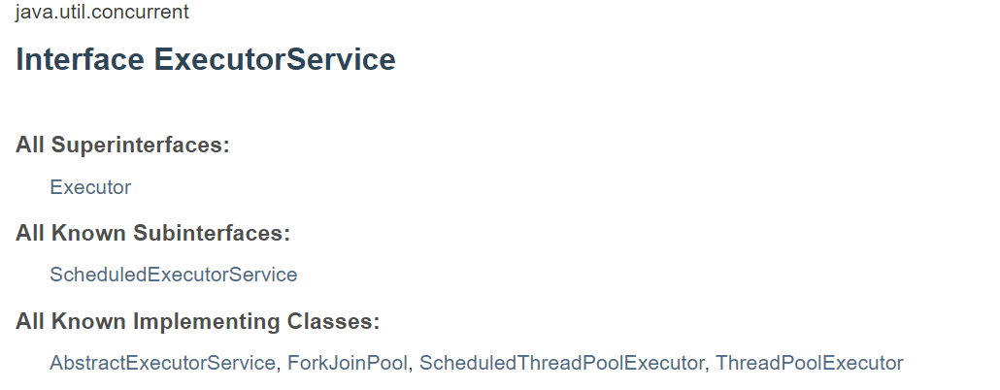 java.util.concurrent
Interface ExecutorService
All Superinterfaces:
Executor
All Known Subinterfaces:
ScheduledExecutorService
All Known Implementing Classes:
AbstractExecutorService, ForkJoinPool, ScheduledThreadPoolExecutor, ThreadPoolExecutor